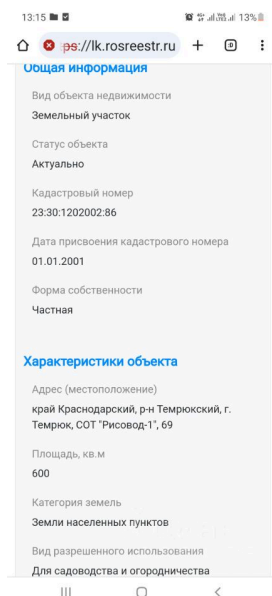 13:15
13%
ps://lk.rosreestr.ru
Общая информация
Вид объекта недвижимости
Земельный участок
Статус объекта
Актуально
Кадастровый номер
23:30:1202002:86
Дата присвоения кадастрового номера
01.01.2001
Форма собственности
Частная
Характеристики объекта
Адрес (местоположение)
край Краснодарский, р-н Темрюкский, г.
Темрюк, СОТ "Рисовод-1", 69
Площадь, кв.м
600
Категория земель
Земли населенных пунктов
Вид разрешенного использования
Для садоводства и огородничества